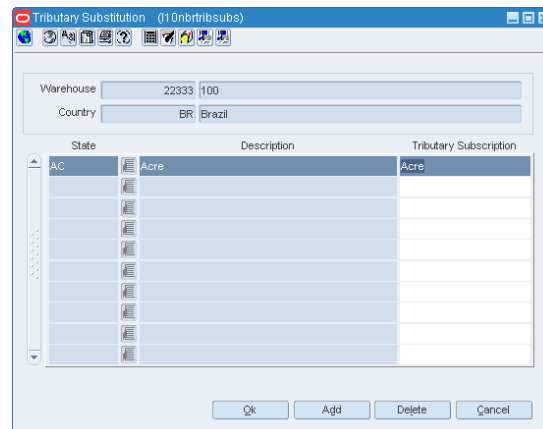 Tributary Substitution (l10nbrtribsubs)
Warehouse 22333 100
Country BR Brazil
State Description Tributary Subscription
AC Acre Acre
Ok Add Delete Cancel